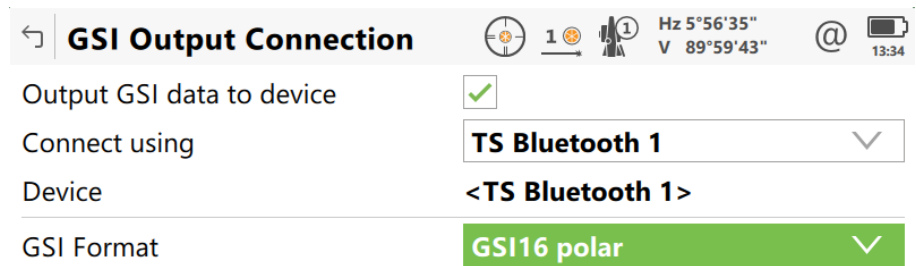 GSI Output Connection 1 1 Hz 5°56'35" @
V 89°59'43" 13:34
Output GSI data to device
Connect using TS Bluetooth 1
Device <TS Bluetooth 1>
GSI Format GSI16 polar